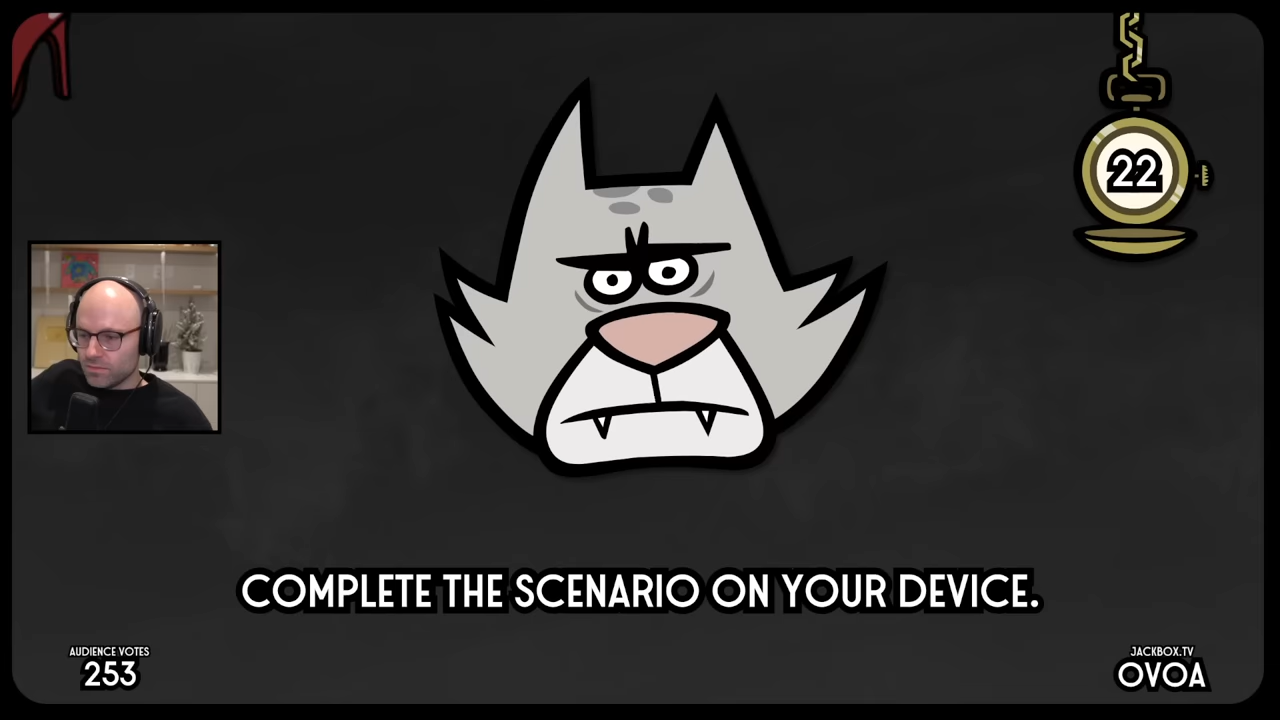 22
COMPLETE THE SCENARIO ON YOUR DEVICE.
AUDIENCE VOTES
253
JACKBOX.TV
OVOA